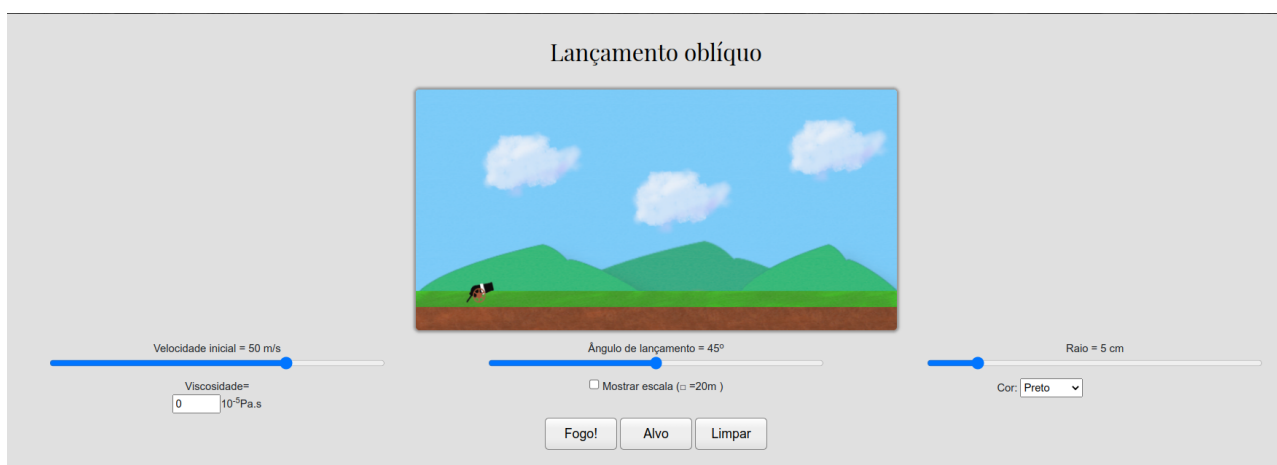 Lançamento oblíquo
Velocidade inicial = 50 m/s
Ângulo de lançamento = 45º
Raio = 5 cm
Viscosidade=
0 10⁻⁵Pa.s
Mostrar escala (□ =20m )
Cor: Preto
Fogo! Alvo Limpar